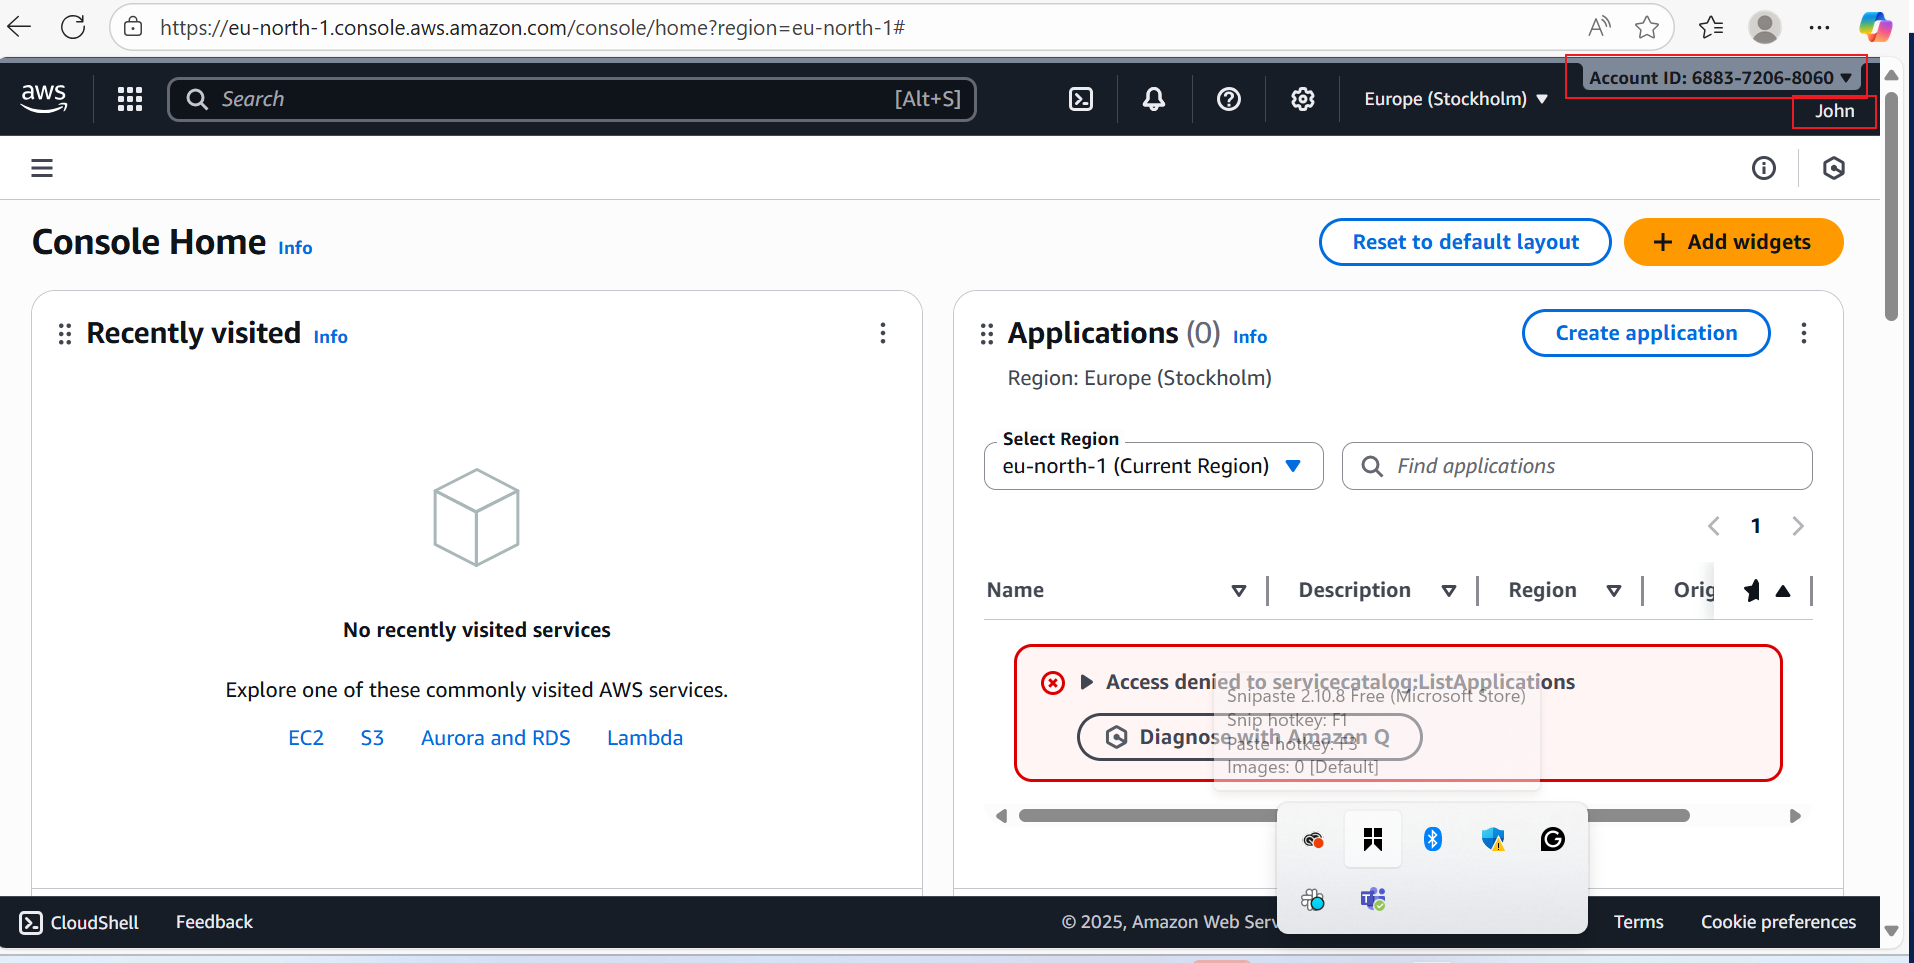 https://eu-north-1.console.aws.amazon.com/console/home?region=eu-north-1#
aws
Search
[Alt+S]
Europe (Stockholm)
Account ID: 6883-7206-8060
John
Console Home Info
Reset to default layout
+ Add widgets
Recently visited Info
No recently visited services
Explore one of these commonly visited AWS services.
EC2 S3 Aurora and RDS Lambda
Applications (0) Info
Create application
Region: Europe (Stockholm)
Select Region
eu-north-1 (Current Region)
Find applications
1
Name Description Region Orig
Access denied to servicecatalog:ListApplications
Diagnose with Amazon Q
Snipaste 2.10.8 Free (Microsoft Store)
Snip hotkey: F1
Paste hotkey: F3
Images: 0 [Default]
CloudShell Feedback
© 2025, Amazon Web Serv
Terms Cookie preferences